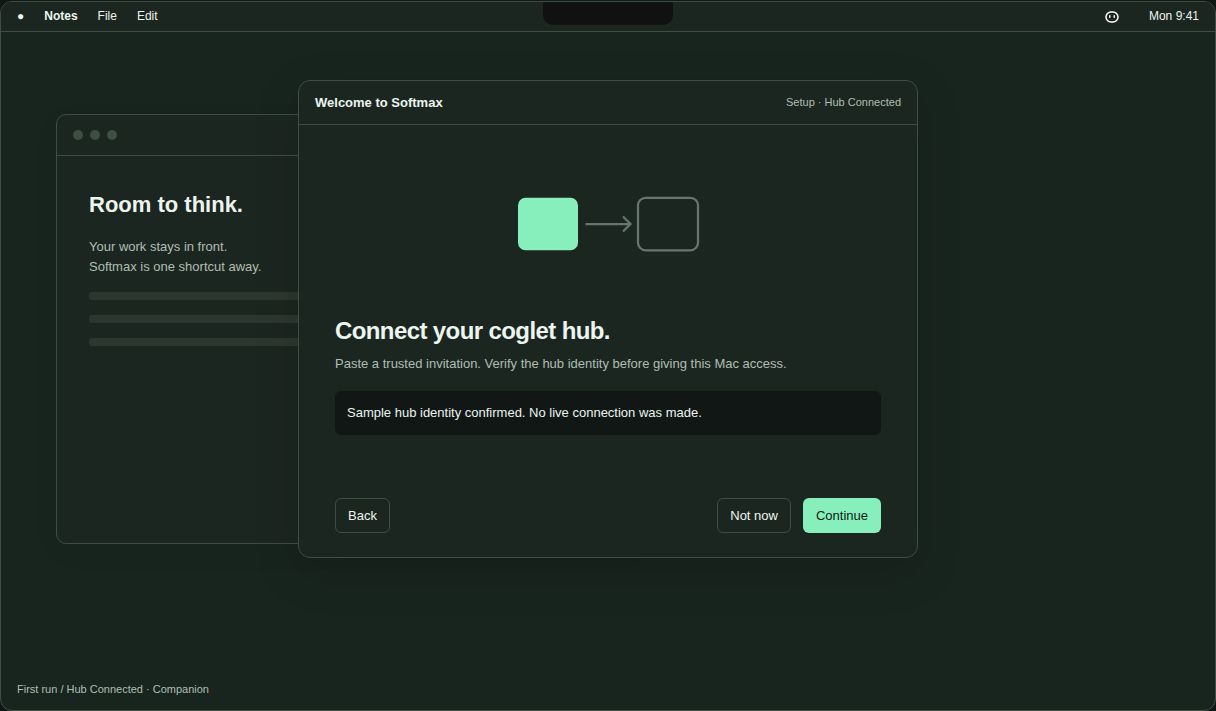 Notes File Edit
Mon 9:41
Welcome to Softmax
Setup · Hub Connected
Room to think.
Your work stays in front.
Softmax is one shortcut away.
Connect your coglet hub.
Paste a trusted invitation. Verify the hub identity before giving this Mac access.
Sample hub identity confirmed. No live connection was made.
Back
Not now
Continue
First run / Hub Connected · Companion